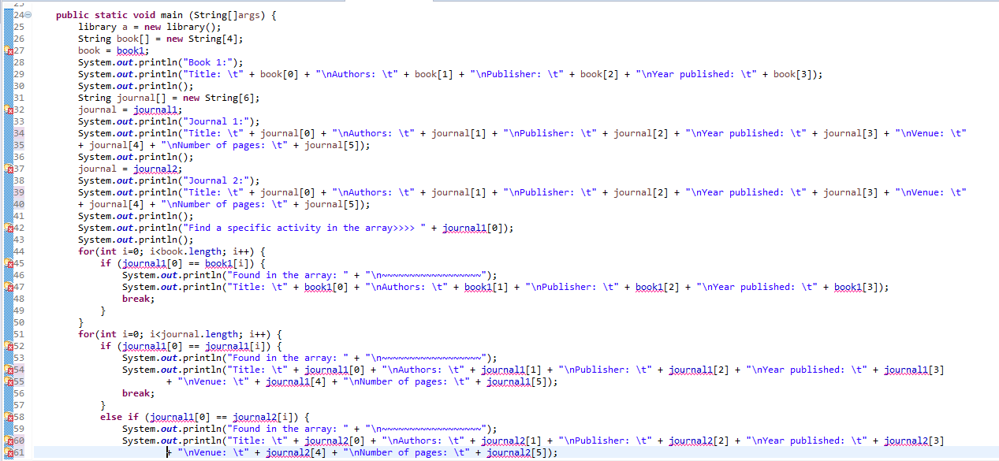 24 public static void main (String[]args) {
25 library a = new library();
26 String book[] = new String[4];
27 book = book1;
28 System.out.println("Book 1:");
29 System.out.println("Title: \t" + book[0] + "\nAuthors: \t" + book[1] + "\nPublisher: \t" + book[2] + "\nYear published: \t" + book[3]);
30 System.out.println();
31 String journal[] = new String[6];
32 journal = journal1;
33 System.out.println("Journal 1:");
34 System.out.println("Title: \t" + journal[0] + "\nAuthors: \t" + journal[1] + "\nPublisher: \t" + journal[2] + "\nYear published: \t" + journal[3] + "\nVenue: \t"
35 + journal[4] + "\nNumber of pages: \t" + journal[5]);
36 System.out.println();
37 journal = journal2;
38 System.out.println("Journal 2:");
39 System.out.println("Title: \t" + journal[0] + "\nAuthors: \t" + journal[1] + "\nPublisher: \t" + journal[2] + "\nYear published: \t" + journal[3] + "\nVenue: \t"
40 + journal[4] + "\nNumber of pages: \t" + journal[5]);
41 System.out.println();
42 System.out.println("Find a specific activity in the array>>>> " + journal1[0]);
43 System.out.println();
44 for(int i=0; i<book.length; i++) {
45 if (journal1[0] == book1[i]) {
46 System.out.println("Found in the array: " + "\n~~~~~~~~~~~~~~~~~~");
47 System.out.println("Title: \t" + book1[0] + "\nAuthors: \t" + book1[1] + "\nPublisher: \t" + book1[2] + "\nYear published: \t" + book1[3]);
48 break;
49 }
50 }
51 for(int i=0; i<journal.length; i++) {
52 if (journal1[0] == journal1[i]) {
53 System.out.println("Found in the array: " + "\n~~~~~~~~~~~~~~~~~~");
54 System.out.println("Title: \t" + journal1[0] + "\nAuthors: \t" + journal1[1] + "\nPublisher: \t" + journal1[2] + "\nYear published: \t" + journal1[3]
55 + "\nVenue: \t" + journal1[4] + "\nNumber of pages: \t" + journal1[5]);
56 break;
57 }
58 else if (journal1[0] == journal2[i]) {
59 System.out.println("Found in the array: " + "\n~~~~~~~~~~~~~~~~~~");
60 System.out.println("Title: \t" + journal2[0] + "\nAuthors: \t" + journal2[1] + "\nPublisher: \t" + journal2[2] + "\nYear published: \t" + journal2[3]
61 + "\nVenue: \t" + journal2[4] + "\nNumber of pages: \t" + journal2[5]);